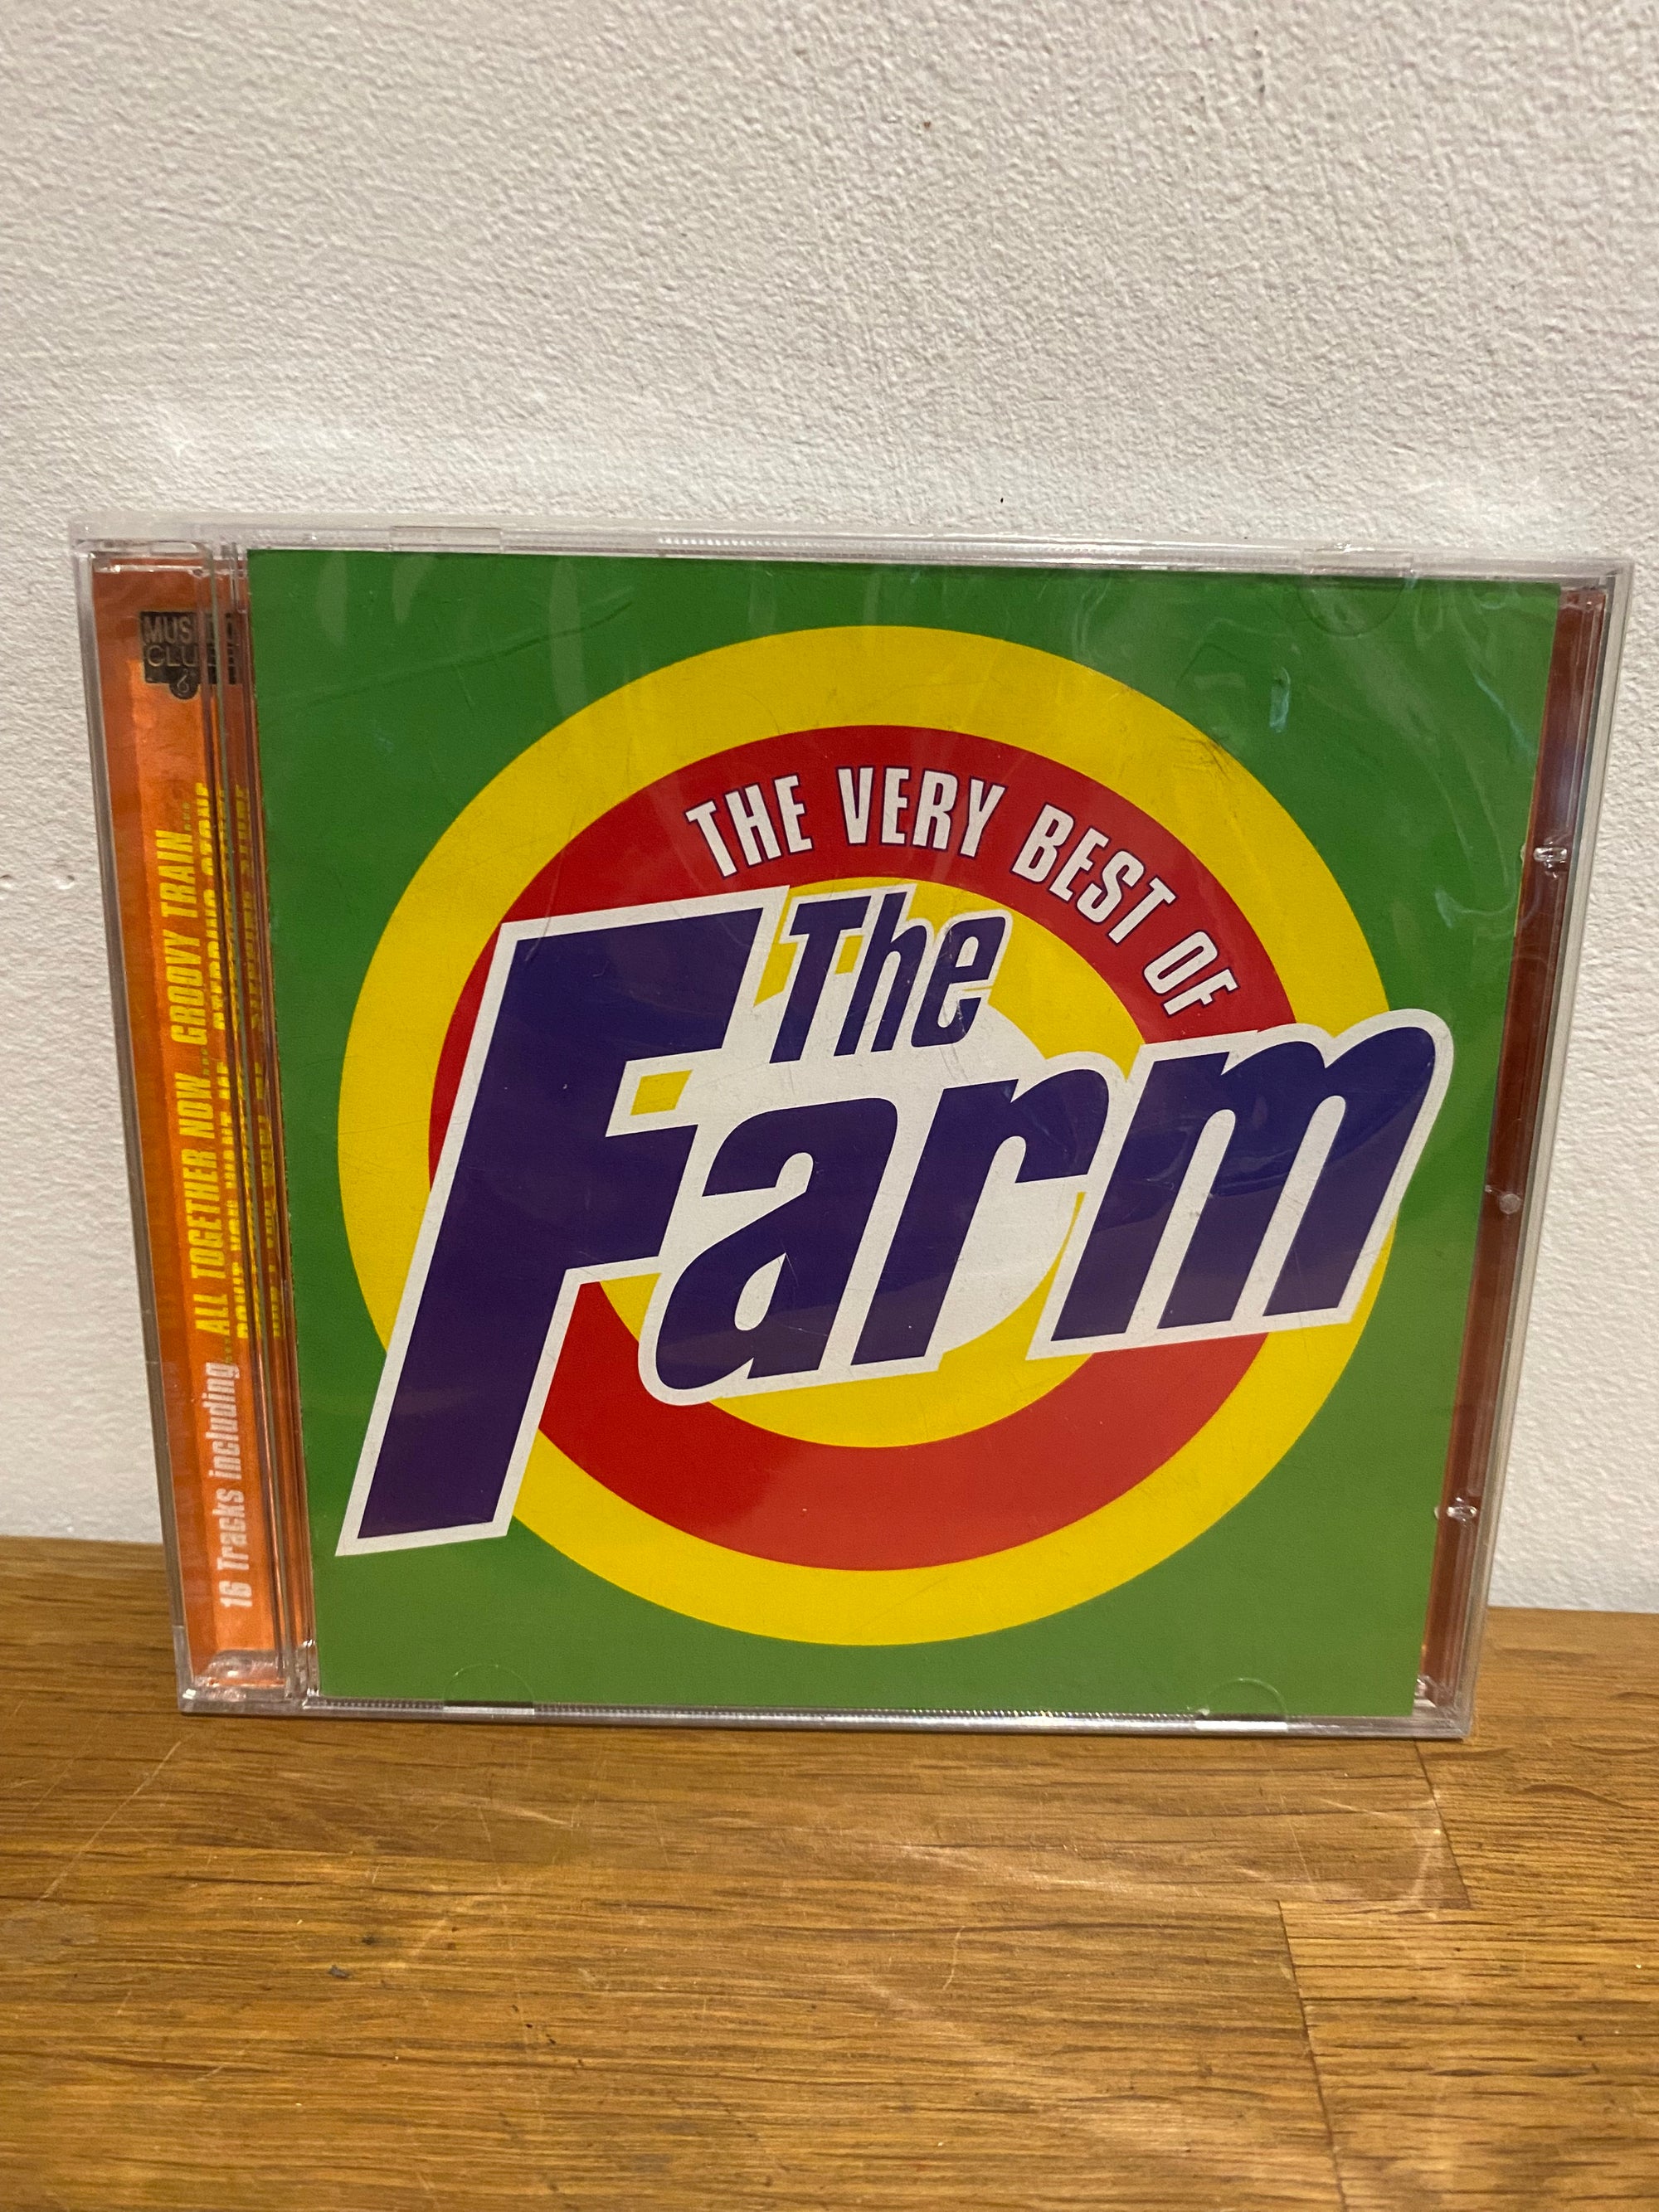 MUSIC
CLUB
16 Tracks including...ALL TOGETHER NOW... GROOVY TRAIN...
THE VERY BEST OF
The
Farm